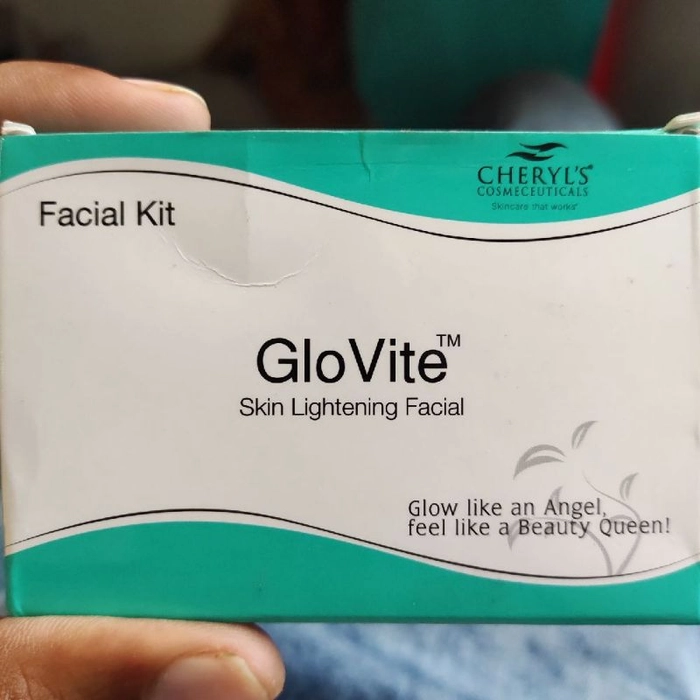 CHERYL'S
COSMECEUTICALS
Skincare that works
Facial Kit
GloVite™
Skin Lightening Facial
Glow like an Angel,
feel like a Beauty Queen!